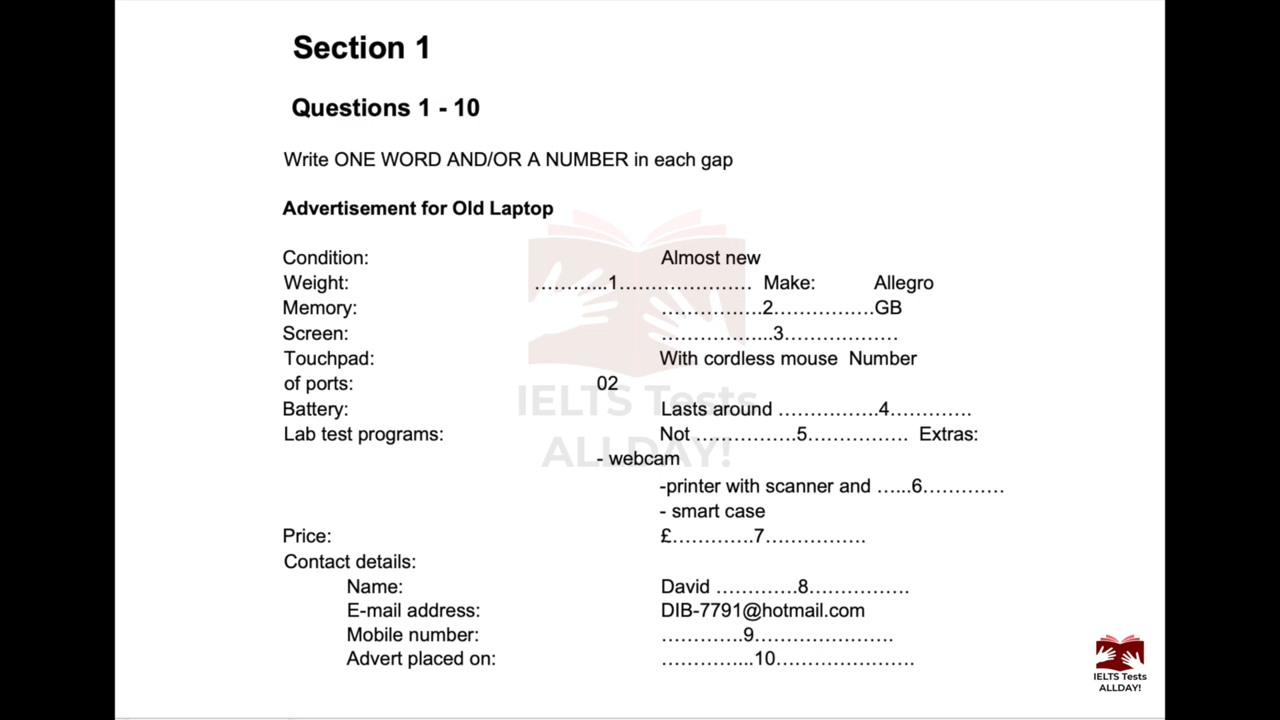 Section 1
Questions 1 - 10
Write ONE WORD AND/OR A NUMBER in each gap
Advertisement for Old Laptop
Condition: Almost new
Weight: ………...1………………… Make: Allegro
Memory: …………….2…………….GB
Screen: ……………...3………………
Touchpad: With cordless mouse Number
of ports: 02
Battery: Lasts around …………….4………….
Lab test programs: Not …………….5……………. Extras:
- webcam
-printer with scanner and …...6………….
- smart case
Price: £………….7…………….
Contact details:
Name: David ………….8…………….
E-mail address: DIB-7791@hotmail.com
Mobile number: ………….9………………….
Advert placed on: …………...10………………….
IELTS Tests
ALLDAY!
IELTS Tests
ALLDAY!